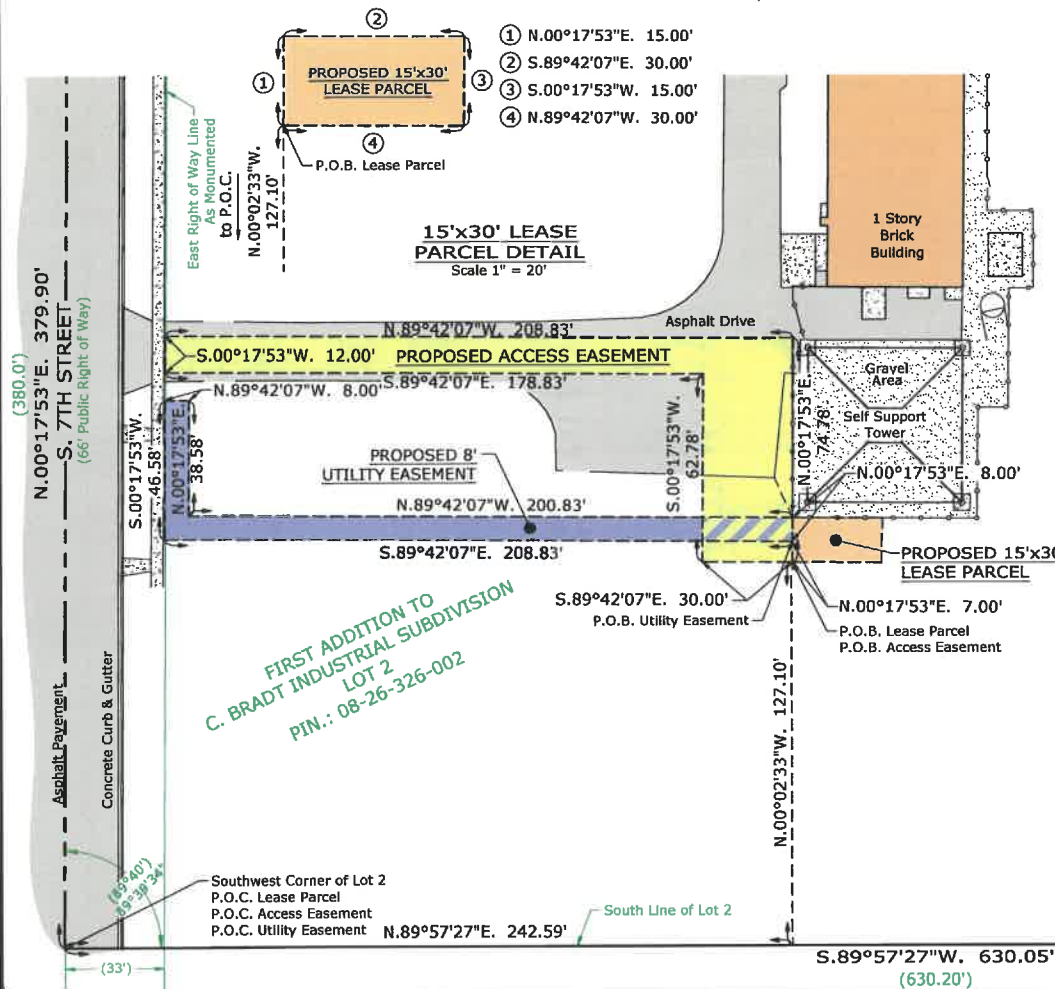 ②
① N.00°17'53"E. 15.00'
② S.89°42'07"E. 30.00'
③ S.00°17'53"W. 15.00'
④ N.89°42'07"W. 30.00'
①
PROPOSED 15'x30'
LEASE PARCEL
③
④
P.O.B. Lease Parcel
East Right of Way Line
As Monumented
to P.O.C.
N.00°02'33"W.
127.10'
15'x30' LEASE
PARCEL DETAIL
Scale 1" = 20'
1 Story
Brick
Building
(380.0')
N.00°17'53"E. 379.90'
S. 7TH STREET
(66' Public Right of Way)
N.89°42'07"W. 208.83'
Asphalt Drive
S.00°17'53"W. 12.00'
PROPOSED ACCESS EASEMENT
S.89°42'07"E. 178.83'
N.89°42'07"W. 8.00'
Gravel
Area
Self Support
Tower
S.00°17'53"W.
46.58'
N.00°17'53"E.
38.58'
S.00°17'53"W.
62.78'
N.00°17'53"E.
74.78'
N.00°17'53"E. 8.00'
PROPOSED 8'
UTILITY EASEMENT
N.89°42'07"W. 200.83'
S.89°42'07"E. 208.83'
PROPOSED 15'x30
LEASE PARCEL
S.89°42'07"E. 30.00'
P.O.B. Utility Easement
N.00°17'53"E. 7.00'
P.O.B. Lease Parcel
P.O.B. Access Easement
FIRST ADDITION TO
C. BRADT INDUSTRIAL SUBDIVISION
LOT 2
PIN.: 08-26-326-002
N.00°02'33"W. 127.10'
Asphalt Pavement
Concrete Curb & Gutter
(89°40')
89°39'34"
Southwest Corner of Lot 2
P.O.C. Lease Parcel
P.O.C. Access Easement
P.O.C. Utility Easement
N.89°57'27"E. 242.59'
South Line of Lot 2
(33')
S.89°57'27"W. 630.05'
(630.20')